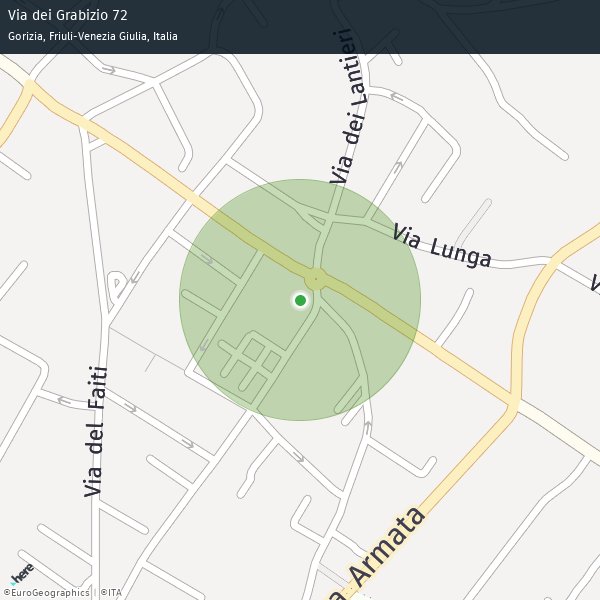 Via dei Grabizio 72
Gorizia, Friuli-Venezia Giulia, Italia
Via dei Lantieri
Via Lunga
V
Via del Faiti
a Armata
here
©EuroGeographics | ©ITA